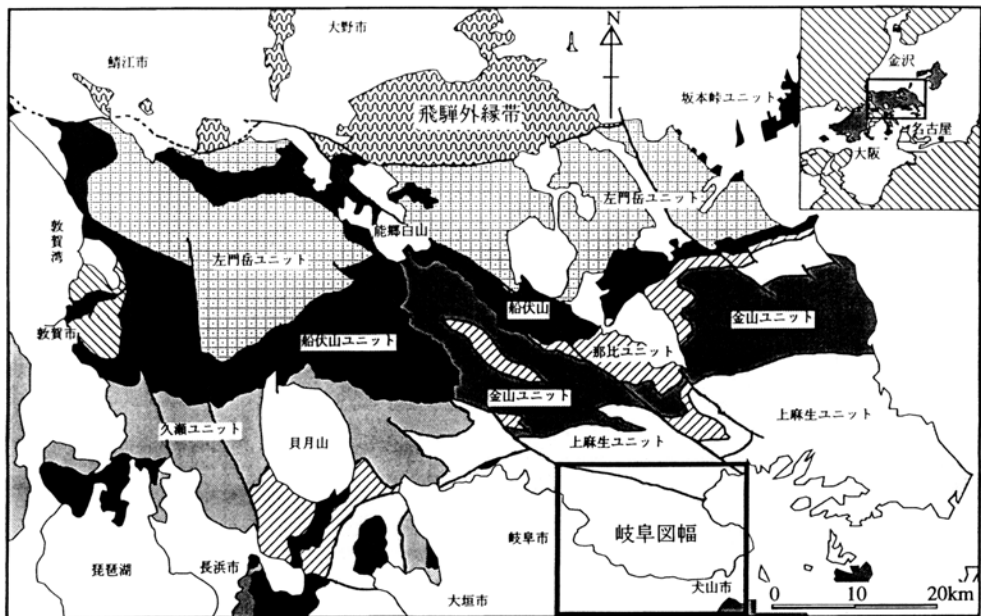 大野市
N
鯖江市
金沢
坂本峠ユニット
飛騨外縁帯
名古屋
大阪
左門岳ユニット
敦賀湾
能郷白山
左門岳ユニット
船伏山
金山ユニット
敦賀市
船伏山ユニット
那比ユニット
金山ユニット
上麻生ユニット
久瀬ユニット
貝月山
上麻生ユニット
岐阜市
岐阜図幅
琵琶湖
長浜市
犬山市
大垣市
0 10 20km